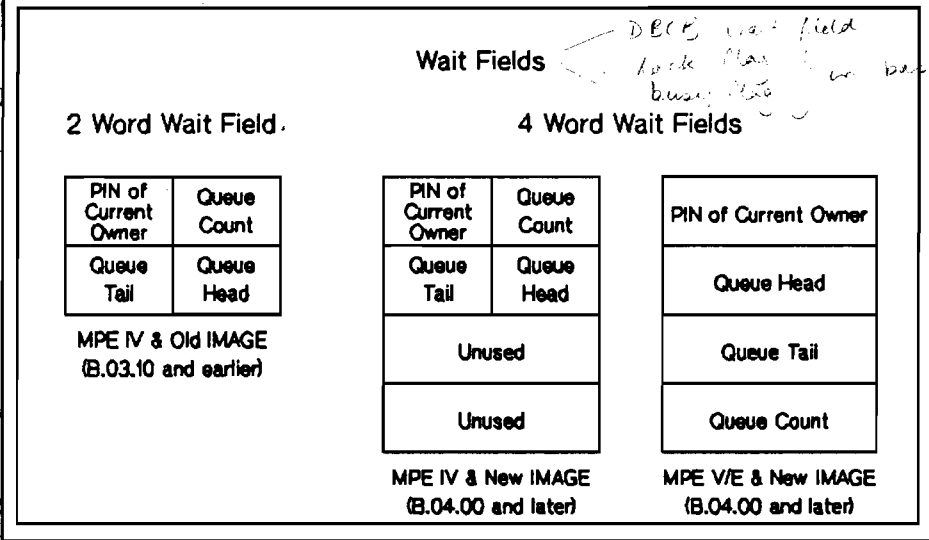 Wait Fields
DBCB wait field
Lock Flag
busy
2 Word Wait Field.
4 Word Wait Fields
PIN of
Current
Owner
Queue
Count
Queue
Tail
Queue
Head
MPE IV & Old IMAGE
(B.03.10 and earlier)
PIN of
Current
Owner
Queue
Count
Queue
Tail
Queue
Head
Unused
Unused
MPE IV & New IMAGE
(B.04.00 and later)
PIN of Current Owner
Queue Head
Queue Tail
Queue Count
MPE V/E & New IMAGE
(B.04.00 and later)